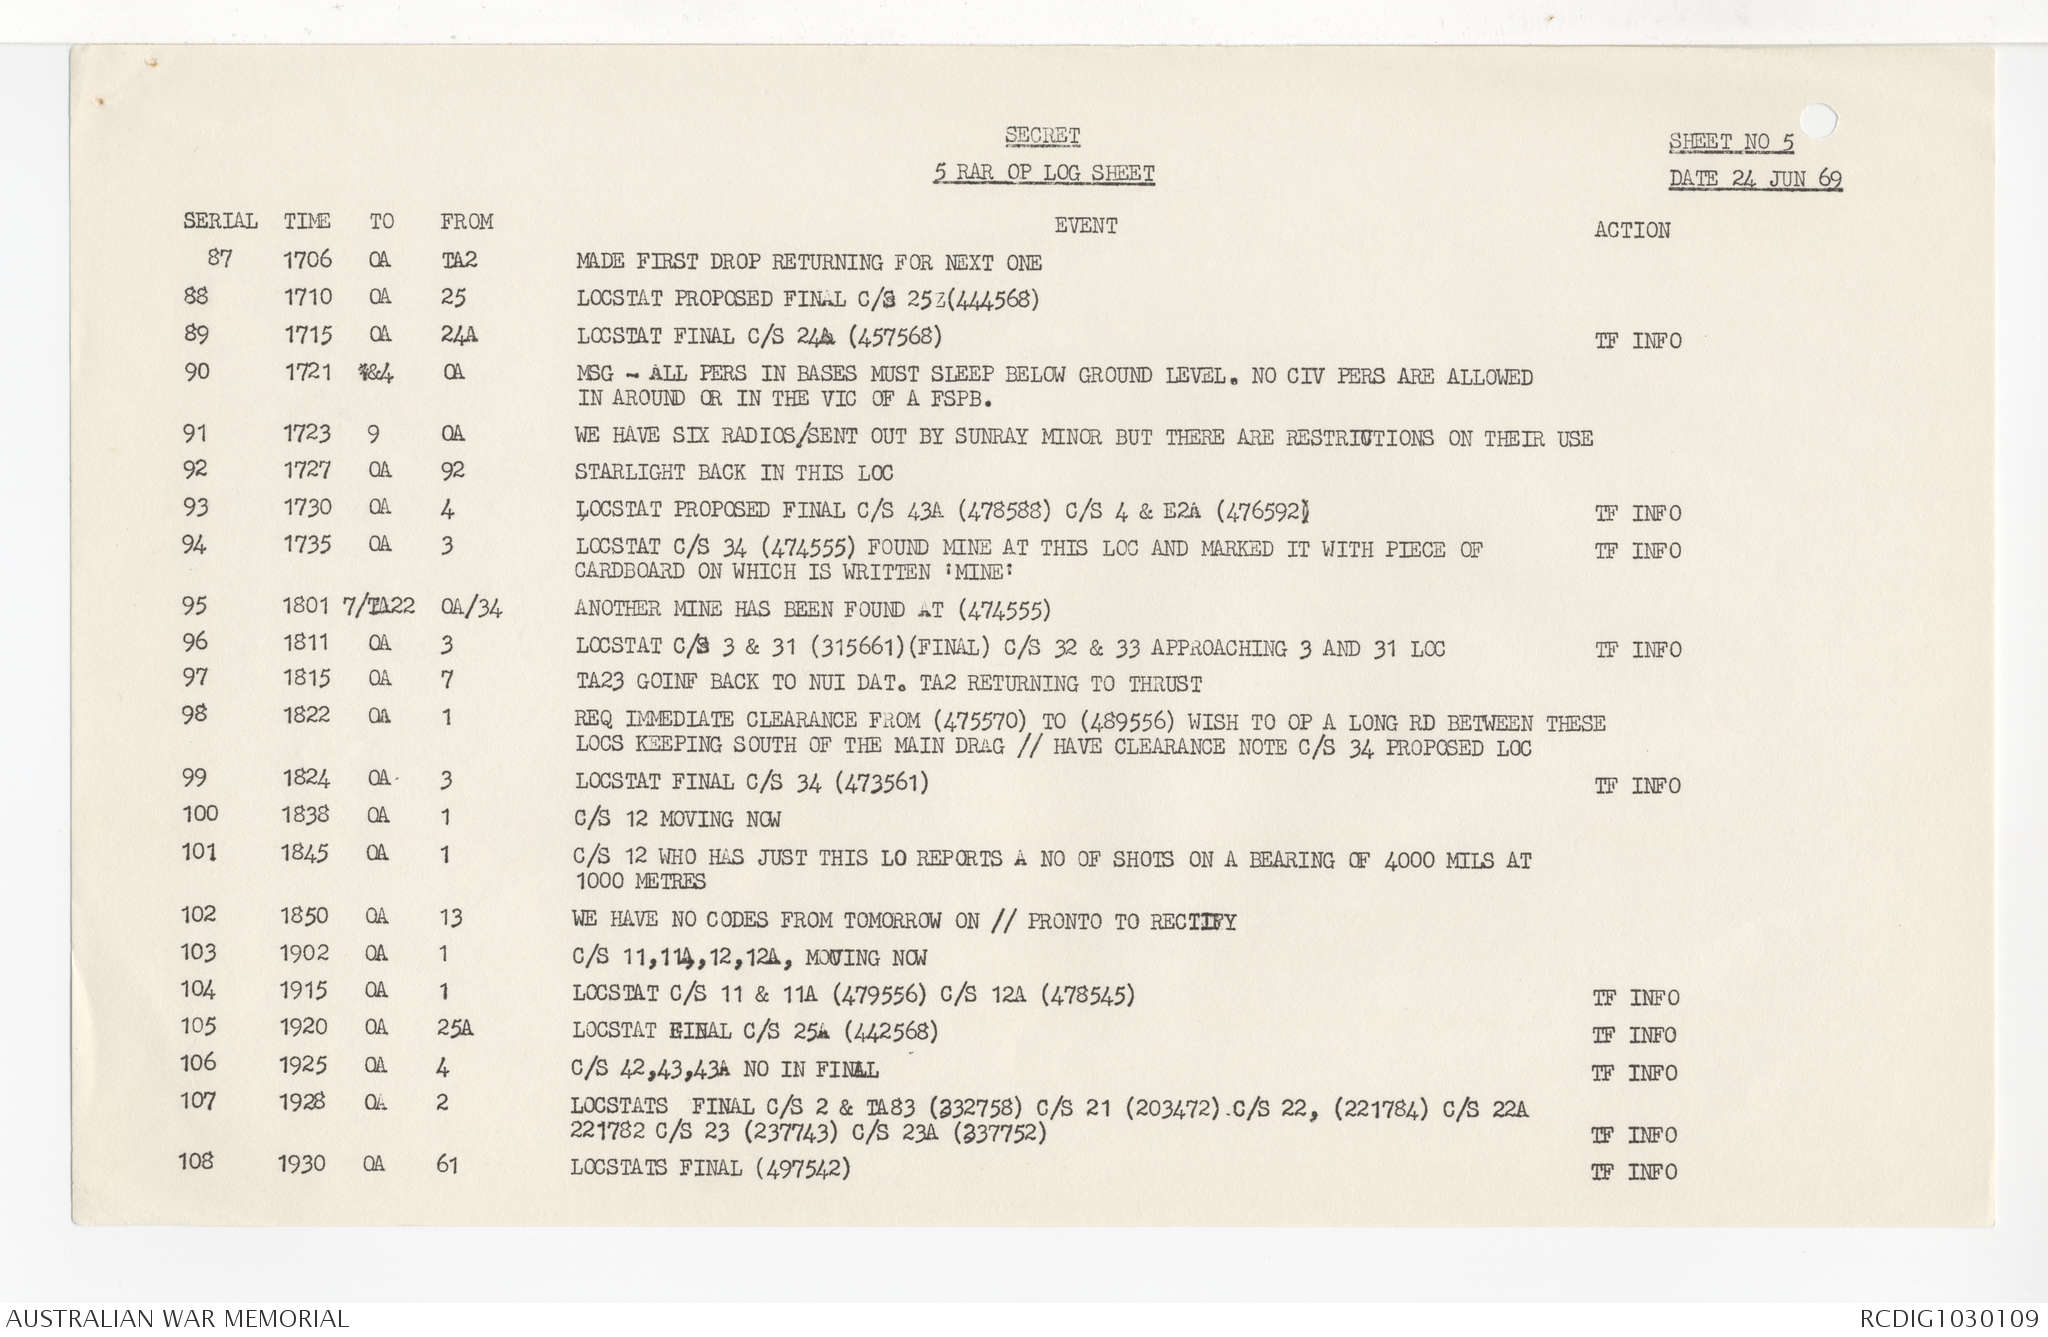 SECRET
5 RAR OP LOG SHEET
SHEET NO 5
DATE 24 JUN 69
SERIAL TIME TO FROM EVENT ACTION
87 1706 OA TA2 MADE FIRST DROP RETURNING FOR NEXT ONE
88 1710 OA 25 LOCSTAT PROPOSED FINAL C/S 25Z(444568)
89 1715 OA 24A LOCSTAT FINAL C/S 24A (457568) TF INFO
90 1721 1&4 OA MSG - ALL PERS IN BASES MUST SLEEP BELOW GROUND LEVEL. NO CIV PERS ARE ALLOWED
IN AROUND OR IN THE VIC OF A FSPB.
91 1723 9 OA WE HAVE SIX RADIOS/SENT OUT BY SUNRAY MINOR BUT THERE ARE RESTRICTIONS ON THEIR USE
92 1727 OA 92 STARLIGHT BACK IN THIS LOC
93 1730 OA 4 LOCSTAT PROPOSED FINAL C/S 43A (478588) C/S 4 & E2A (476592) TF INFO
94 1735 OA 3 LOCSTAT C/S 34 (474555) FOUND MINE AT THIS LOC AND MARKED IT WITH PIECE OF TF INFO
CARDBOARD ON WHICH IS WRITTEN 'MINE'
95 1801 7/TA22 OA/34 ANOTHER MINE HAS BEEN FOUND AT (474555)
96 1811 OA 3 LOCSTAT C/S 3 & 31 (315661)(FINAL) C/S 32 & 33 APPROACHING 3 AND 31 LOC TF INFO
97 1815 OA 7 TA23 GOINF BACK TO NUI DAT. TA2 RETURNING TO THRUST
98 1822 OA 1 REQ IMMEDIATE CLEARANCE FROM (475570) TO (489556) WISH TO OP A LONG RD BETWEEN THESE
LOCS KEEPING SOUTH OF THE MAIN DRAG // HAVE CLEARANCE NOTE C/S 34 PROPOSED LOC
99 1824 OA 3 LOCSTAT FINAL C/S 34 (473561) TF INFO
100 1838 OA 1 C/S 12 MOVING NOW
101 1845 OA 1 C/S 12 WHO HAS JUST THIS LO REPORTS A NO OF SHOTS ON A BEARING OF 4000 MILS AT
1000 METRES
102 1850 OA 13 WE HAVE NO CODES FROM TOMORROW ON // PRONTO TO RECTIFY
103 1902 OA 1 C/S 11,11A,12,12A, MOVING NOW
104 1915 OA 1 LOCSTAT C/S 11 & 11A (479556) C/S 12A (478545) TF INFO
105 1920 OA 25A LOCSTAT FINAL C/S 25A (442568) TF INFO
106 1925 OA 4 C/S 42,43,43A NO IN FINAL TF INFO
107 1928 OA 2 LOCSTATS FINAL C/S 2 & TA83 (232758) C/S 21 (203472) C/S 22, (221784) C/S 22A
221782 C/S 23 (237743) C/S 23A (237752) TF INFO
108 1930 OA 61 LOCSTATS FINAL (497542) TF INFO
AUSTRALIAN WAR MEMORIAL
RCDIG1030109